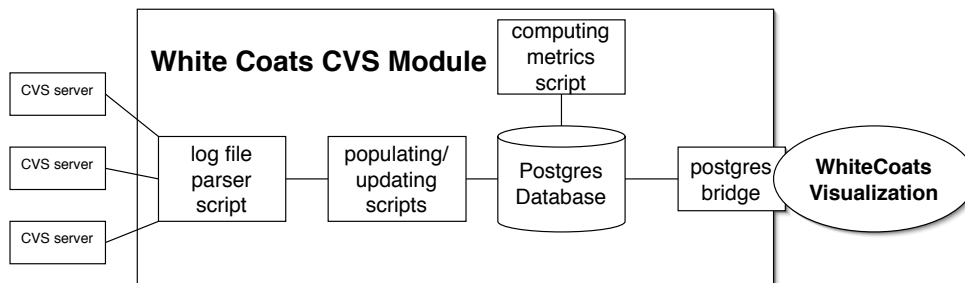 White Coats CVS Module
computing
metrics
script
CVS server
CVS server
CVS server
log file
parser
script
populating/
updating
scripts
Postgres
Database
postgres
bridge
WhiteCoats
Visualization